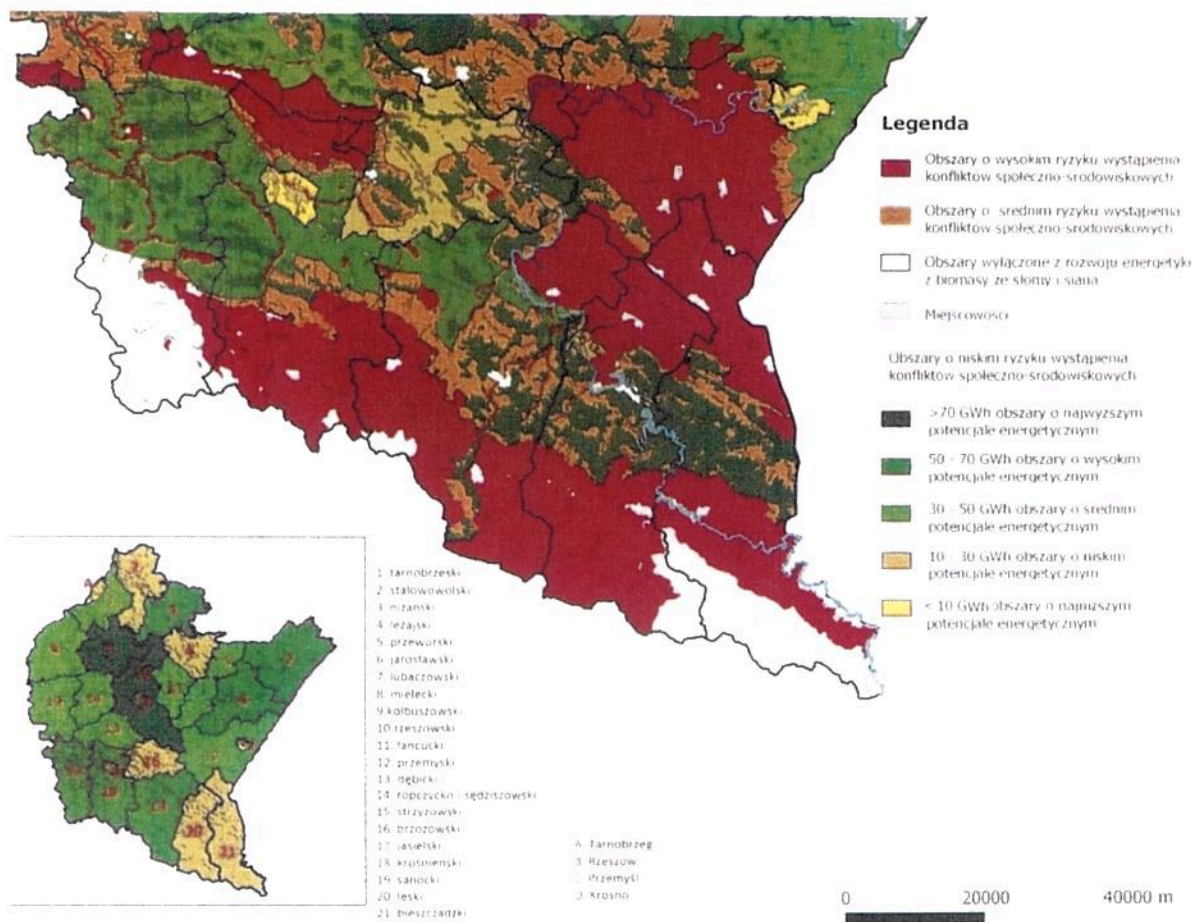 Legenda
Obszary o wysokim ryzyku wystąpienia
konfliktów społeczno-środowiskowych
Obszary o średnim ryzyku wystąpienia
konfliktów społeczno-środowiskowych
Obszary wyłączone z rozwoju energetyki
z biomasy ze słomy i siana
Miejscowości
Obszary o niskim ryzyku wystąpienia
konfliktów społeczno-środowiskowych
>70 GWh obszary o najwyższym
potencjale energetycznym
50 - 70 GWh obszary o wysokim
potencjale energetycznym
30 - 50 GWh obszary o średnim
potencjale energetycznym
10 - 30 GWh obszary o niskim
potencjale energetycznym
< 10 GWh obszary o najniższym
potencjale energetycznym
1. tarnobrzeski
2. stalowowolski
3. niżański
4. leżajski
5. przeworski
6. jarosławski
7. lubaczowski
8. mielecki
9. kolbuszowski
10. rzeszowski
11. łańcucki
12. przemyski
13. dębicki
14. ropczycko - sędziszowski
15. strzyżowski
16. brzozowski
17. jasielski
18. krośnieński
19. sanocki
20. leski
21. bieszczadzki
Tarnobrzeg
Rzeszów
Przemyśl
Krosno
16
20
21
0 20000 40000 m